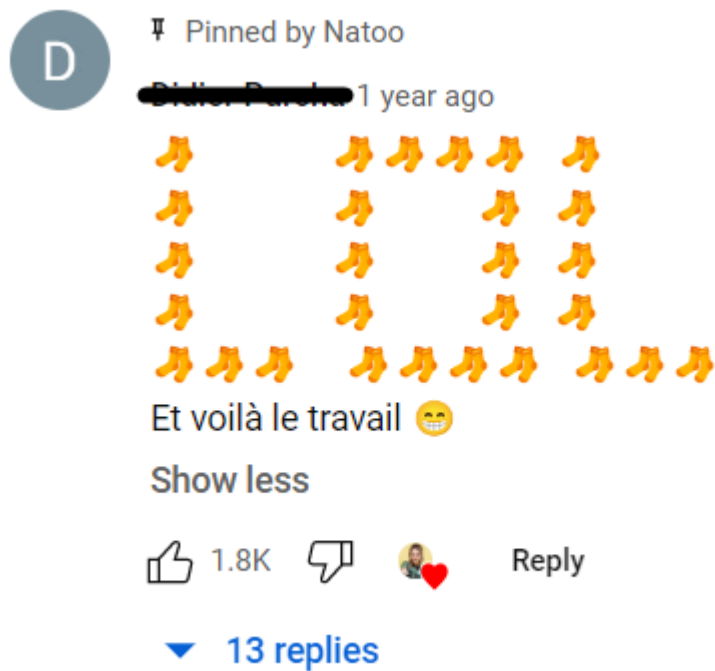 D
Pinned by Natoo
1 year ago
🧦 🧦🧦🧦🧦 🧦
🧦 🧦 🧦 🧦
🧦 🧦 🧦 🧦
🧦 🧦 🧦 🧦
🧦🧦🧦 🧦🧦🧦🧦 🧦🧦🧦
Et voilà le travail 😁
Show less
1.8K Reply
13 replies